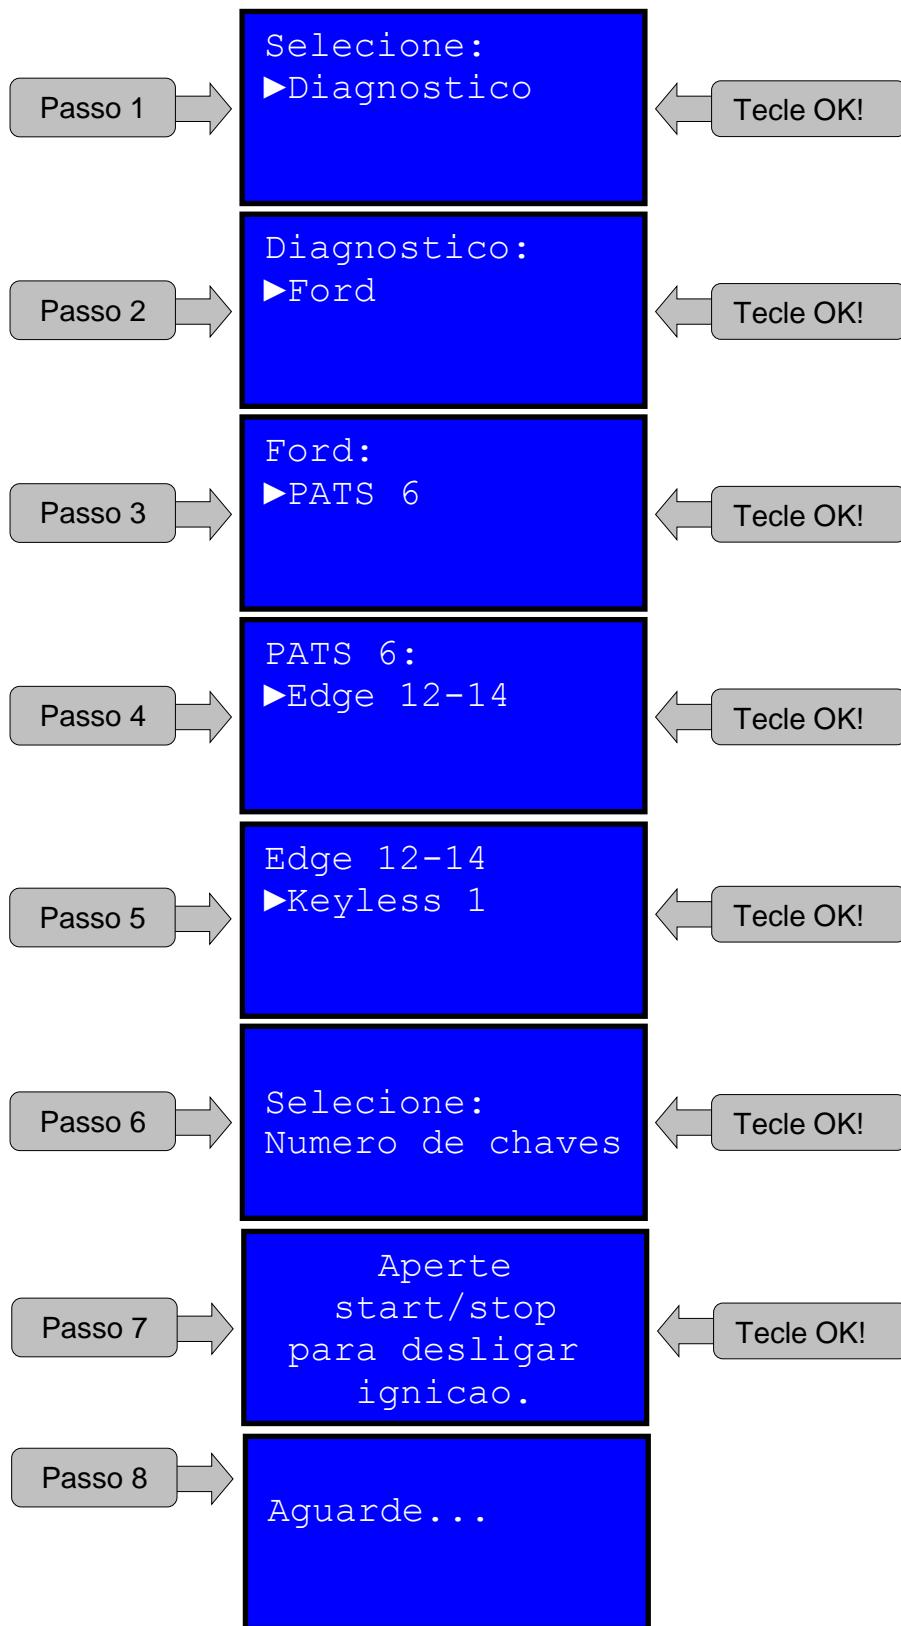 Passo 1
Selecione:
►Diagnostico
Tecle OK!
Passo 2
Diagnostico:
►Ford
Tecle OK!
Passo 3
Ford:
►PATS 6
Tecle OK!
Passo 4
PATS 6:
►Edge 12-14
Tecle OK!
Passo 5
Edge 12-14
►Keyless 1
Tecle OK!
Passo 6
Selecione:
Numero de chaves
Tecle OK!
Passo 7
Aperte
start/stop
para desligar
ignicao.
Tecle OK!
Passo 8
Aguarde...